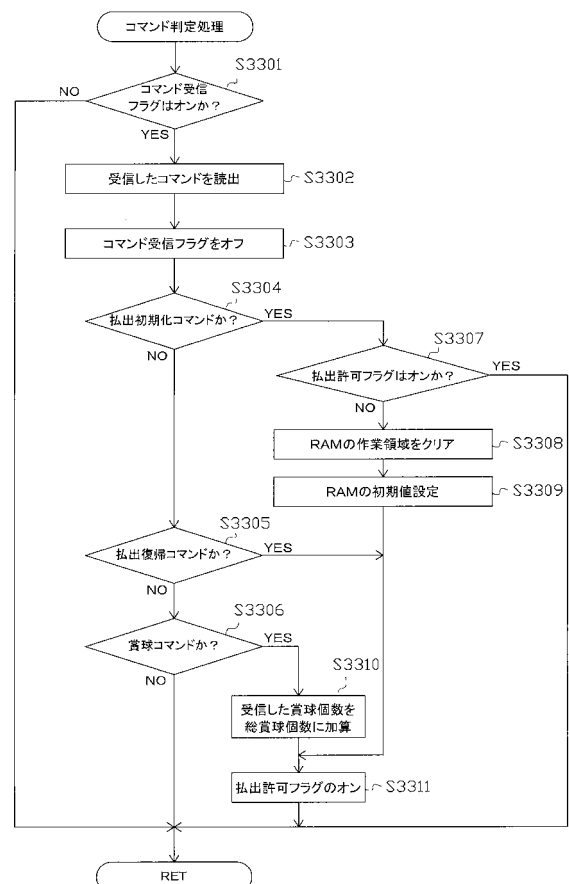 コマンド判定処理
S3301
コマンド受信
フラグはオンか？
NO
YES
受信したコマンドを読出
S3302
コマンド受信フラグをオフ
S3303
S3304
払出初期化コマンドか？
YES
NO
S3307
払出許可フラグはオンか？
YES
NO
RAMの作業領域をクリア
S3308
RAMの初期値設定
S3309
S3305
払出復帰コマンドか？
YES
NO
S3306
賞球コマンドか？
YES
NO
S3310
受信した賞球個数を
総賞球個数に加算
払出許可フラグのオン
S3311
RET